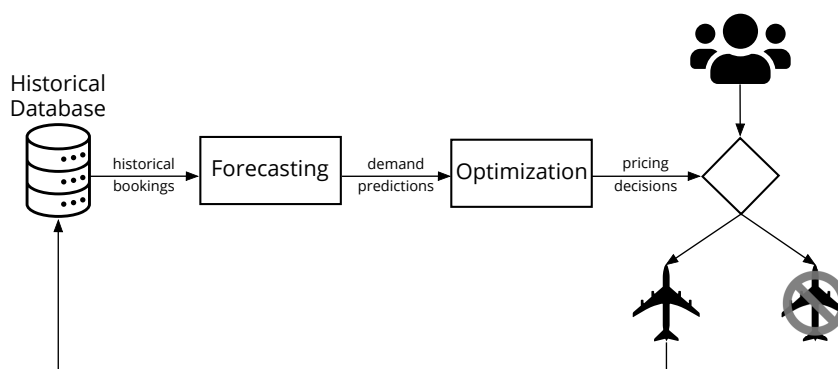 Historical
Database
historical
bookings
Forecasting
demand
predictions
Optimization
pricing
decisions